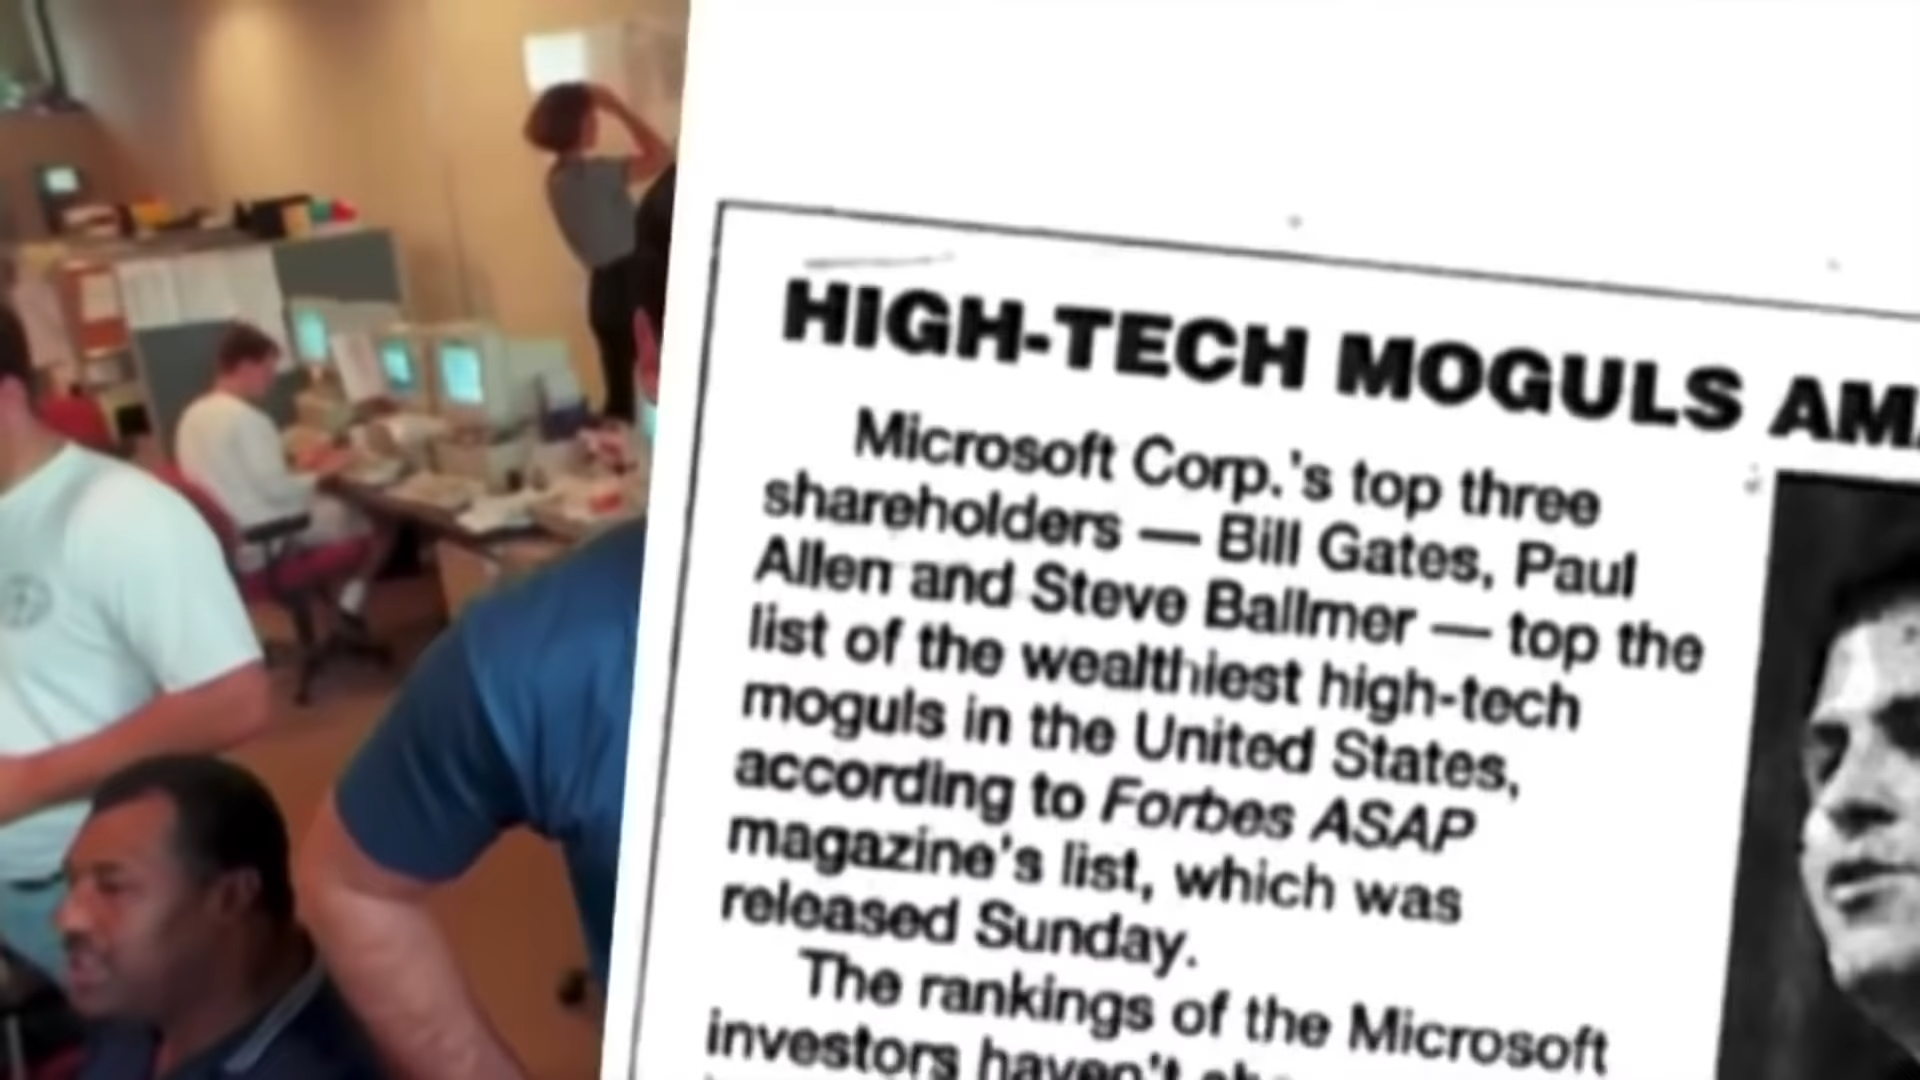 HIGH-TECH MOGULS
Microsoft Corp.'s top three
shareholders — Bill Gates, Paul
Allen and Steve Ballmer — top the
list of the wealthiest high-tech
moguls in the United States,
according to Forbes ASAP
magazine's list, which was
released Sunday.
The rankings of the Microsoft
investors haven't